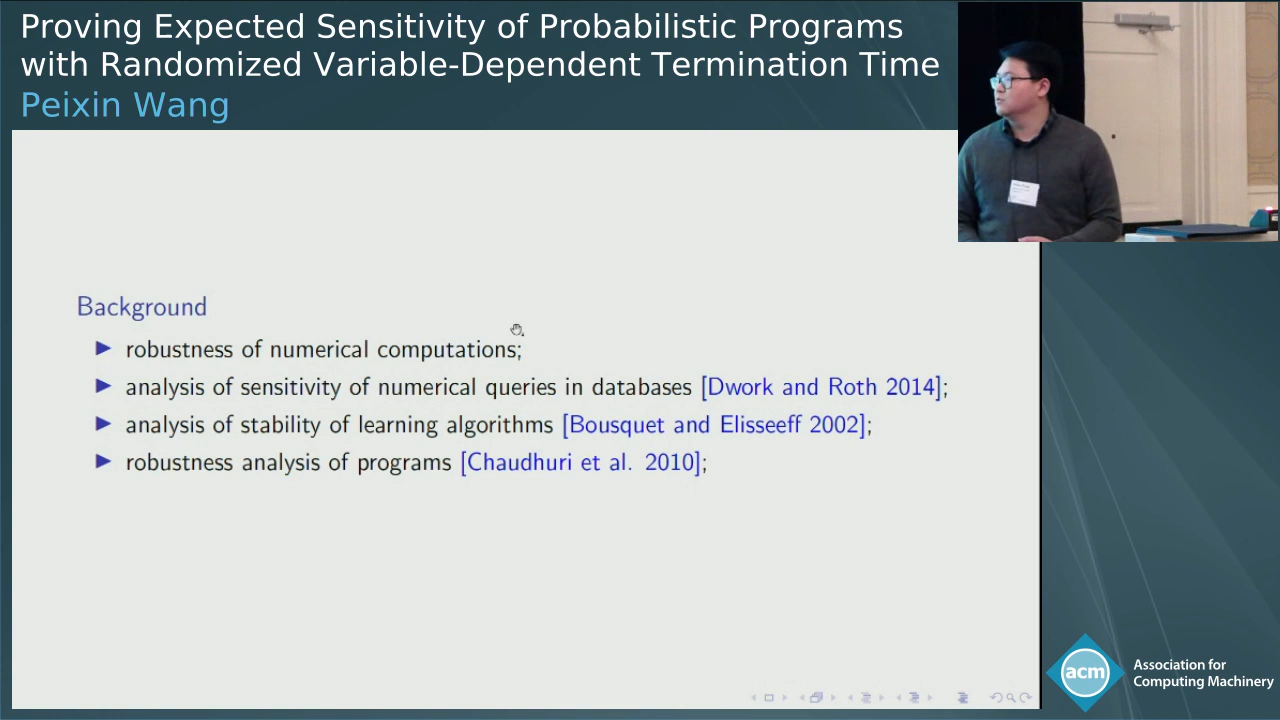 Proving Expected Sensitivity of Probabilistic Programs
with Randomized Variable-Dependent Termination Time
Peixin Wang
Background
robustness of numerical computations;
analysis of sensitivity of numerical queries in databases [Dwork and Roth 2014];
analysis of stability of learning algorithms [Bousquet and Elisseeff 2002];
robustness analysis of programs [Chaudhuri et al. 2010];
acm
Association for
Computing Machinery